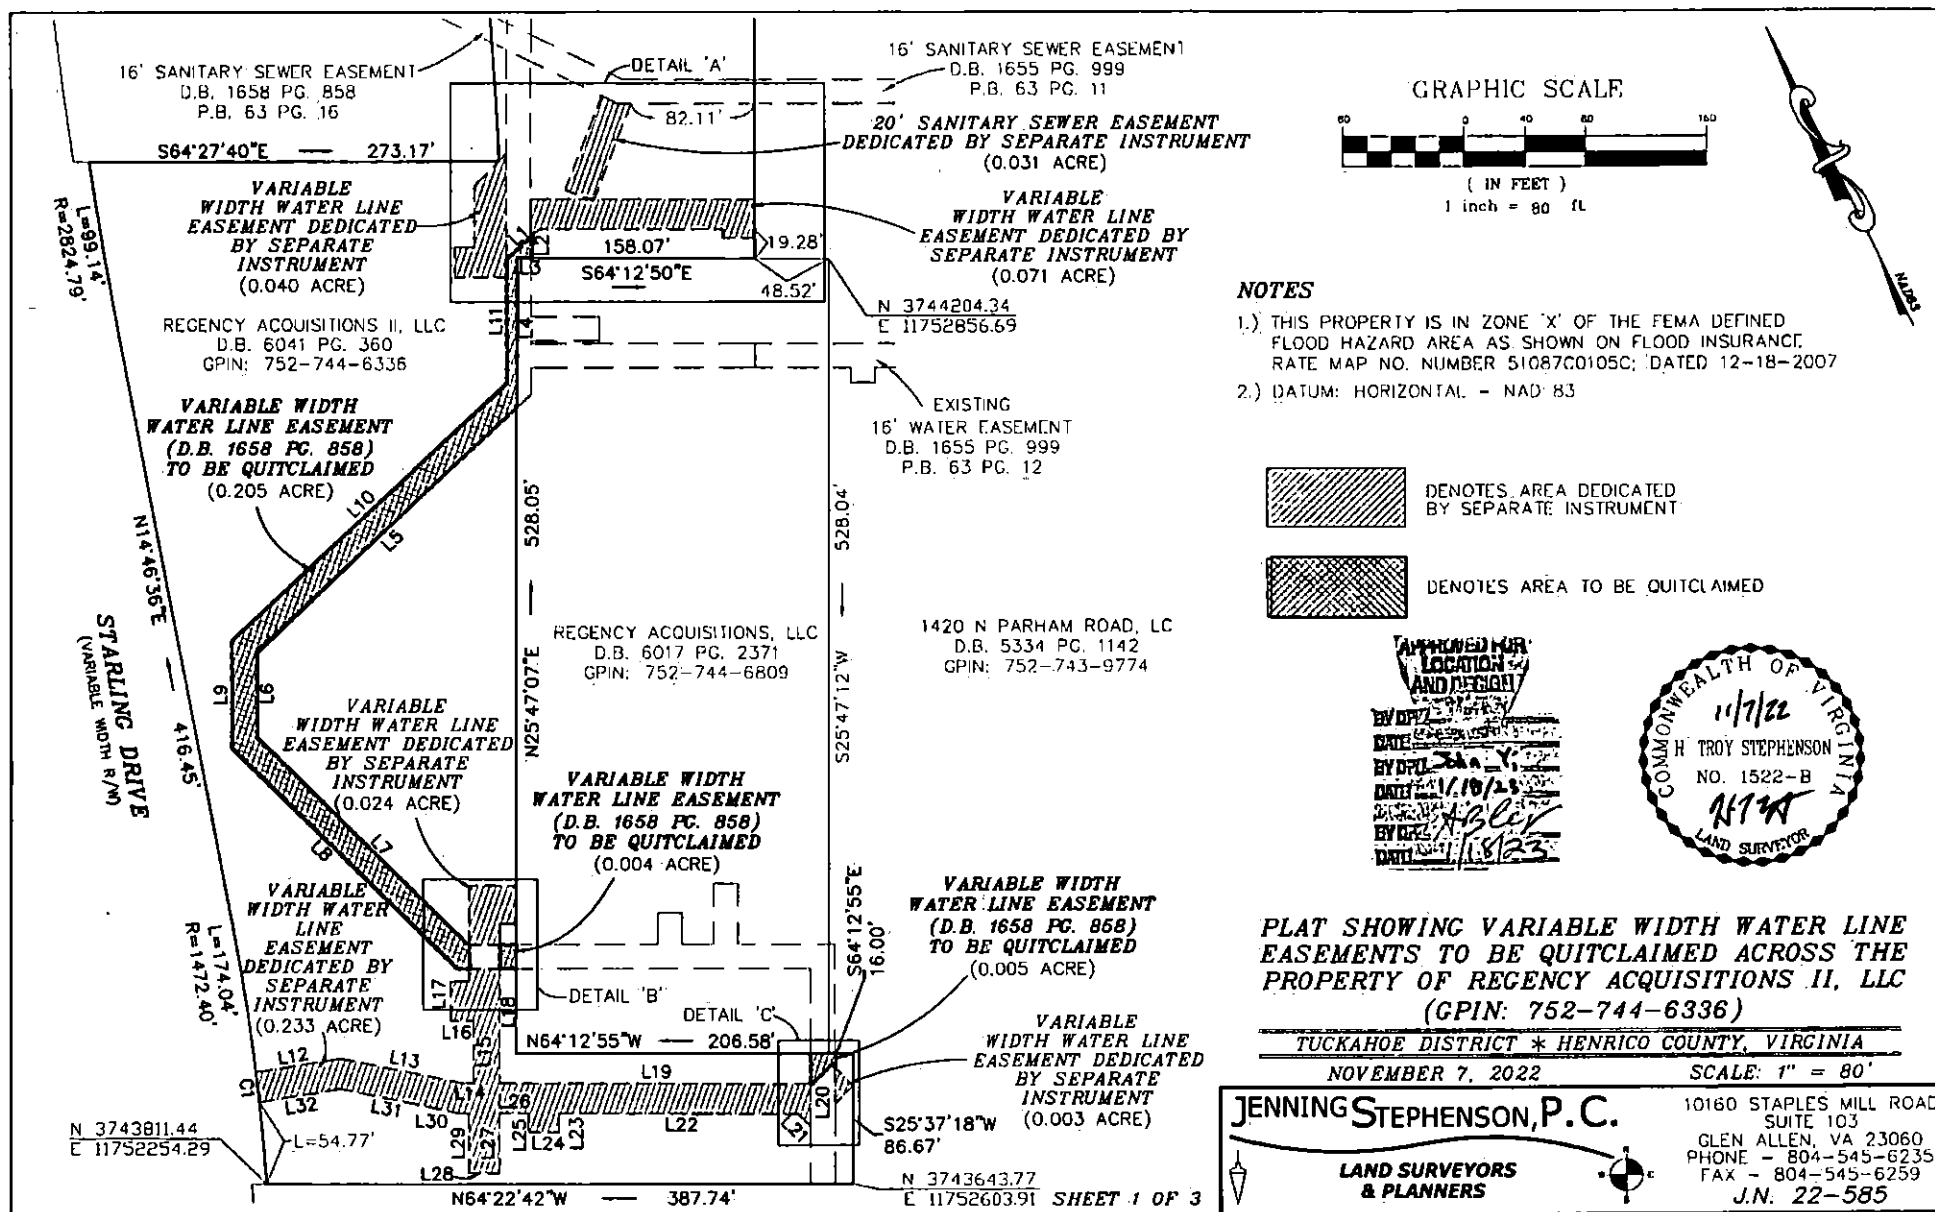 16' SANITARY SEWER EASEMENT
D.B. 1658 PG. 858
P.B. 63 PG. 16
DETAIL 'A'
16' SANITARY SEWER EASEMENT
D.B. 1655 PG. 999
P.B. 63 PG. 11
82.11'
20' SANITARY SEWER EASEMENT
DEDICATED BY SEPARATE INSTRUMENT
(0.031 ACRE)
S64°27'40"E 273.17'
VARIABLE
WIDTH WATER LINE
EASEMENT DEDICATED
BY SEPARATE
INSTRUMENT
(0.040 ACRE)
VARIABLE
WIDTH WATER LINE
EASEMENT DEDICATED BY
SEPARATE INSTRUMENT
(0.071 ACRE)
L=99.14'
R=2824.79'
L2
L3
158.07'
S64°12'50"E
19.28'
48.52'
N 3744204.34
E 11752856.69
REGENCY ACQUISITIONS II, LLC
D.B. 6041 PG. 360
GPIN: 752-744-6336
L11
L4
VARIABLE WIDTH
WATER LINE EASEMENT
(D.B. 1658 PG. 858)
TO BE QUITCLAIMED
(0.205 ACRE)
EXISTING
16' WATER EASEMENT
D.B. 1655 PG. 999
P.B. 63 PG. 12
L10
L5
N14°46'36"E 416.45'
N25°47'07"E 528.05'
S25°47'12"W 528.04'
STARLING DRIVE
(VARIABLE WIDTH R/W)
L9
L6
REGENCY ACQUISITIONS, LLC
D.B. 6017 PG. 2371
GPIN: 752-744-6809
1420 N PARHAM ROAD, LC
D.B. 5334 PG. 1142
GPIN: 752-743-9774
VARIABLE
WIDTH WATER LINE
EASEMENT DEDICATED
BY SEPARATE
INSTRUMENT
(0.024 ACRE)
VARIABLE WIDTH
WATER LINE EASEMENT
(D.B. 1658 PG. 858)
TO BE QUITCLAIMED
(0.004 ACRE)
L7
L8
VARIABLE
WIDTH WATER
LINE
EASEMENT
DEDICATED BY
SEPARATE
INSTRUMENT
(0.233 ACRE)
L=174.04'
R=1472.40'
VARIABLE WIDTH
WATER LINE EASEMENT
(D.B. 1658 PG. 858)
TO BE QUITCLAIMED
(0.005 ACRE)
S64°12'55"E
16.00'
L17
L18
DETAIL 'B'
L16
DETAIL 'C'
N64°12'55"W 206.58'
L15
VARIABLE
WIDTH WATER LINE
EASEMENT DEDICATED
BY SEPARATE
INSTRUMENT
(0.003 ACRE)
L12
L13
L19
C1
L14
L26
L20
L32
L31
L30
L22
L21
L29
L27
L25
L24
L23
S25°37'18"W
86.67'
N 3743811.44
E 11752254.29
L=54.77'
L28
N64°22'42"W 387.74'
N 3743643.77
E 11752603.91
SHEET 1 OF 3
GRAPHIC SCALE
80 0 40 80 160
( IN FEET )
1 inch = 80 ft.
NAD83
NOTES
1.) THIS PROPERTY IS IN ZONE 'X' OF THE FEMA DEFINED
FLOOD HAZARD AREA AS SHOWN ON FLOOD INSURANCE
RATE MAP NO. NUMBER 51087C0105C; DATED 12-18-2007
2.) DATUM: HORIZONTAL - NAD 83
DENOTES AREA DEDICATED
BY SEPARATE INSTRUMENT
DENOTES AREA TO BE QUITCLAIMED
APPROVED FOR
LOCATION
AND DESIGN
DATE
DATE 1/18/23
DATE 1/18/23
COMMONWEALTH OF VIRGINIA
11/7/22
H TROY STEPHENSON
NO. 1522-B
LAND SURVEYOR
PLAT SHOWING VARIABLE WIDTH WATER LINE
EASEMENTS TO BE QUITCLAIMED ACROSS THE
PROPERTY OF REGENCY ACQUISITIONS II, LLC
(GPIN: 752-744-6336)
TUCKAHOE DISTRICT * HENRICO COUNTY, VIRGINIA
NOVEMBER 7, 2022 SCALE: 1" = 80'
JENNING STEPHENSON, P.C.
LAND SURVEYORS
& PLANNERS
10160 STAPLES MILL ROAD
SUITE 103
GLEN ALLEN, VA 23060
PHONE - 804-545-6235
FAX - 804-545-6259
J.N. 22-585